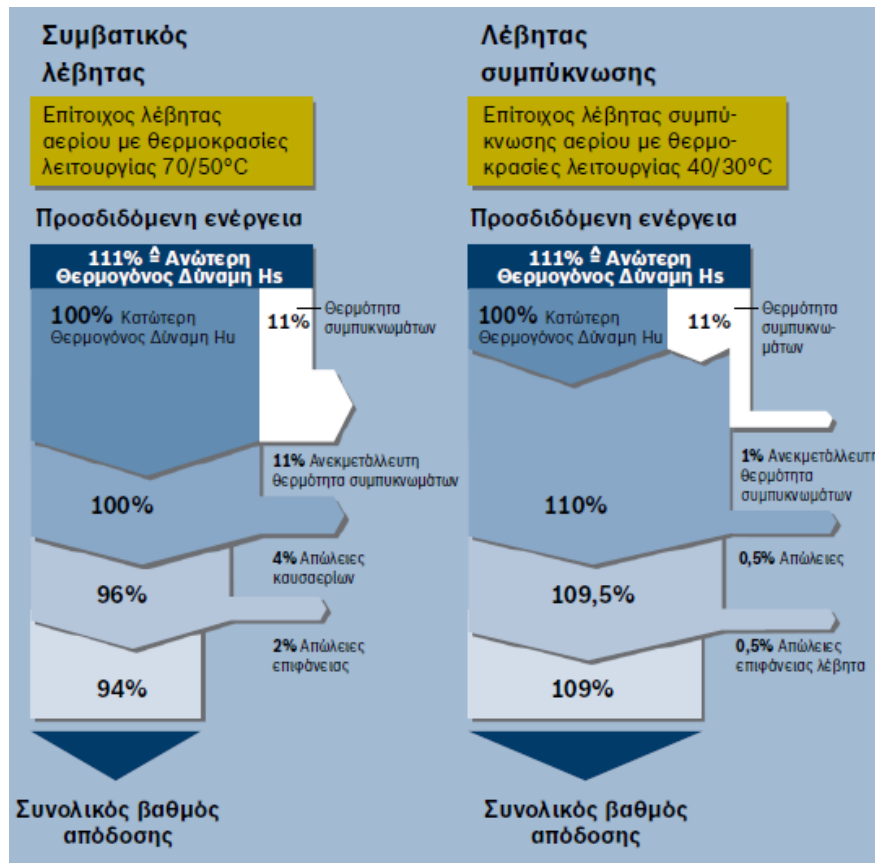 Συμβατικός
λέβητας
Επίτοιχος λέβητας
αερίου με θερμοκρασίες
λειτουργίας 70/50°C
Προσδιδόμενη ενέργεια
111% ≙ Ανώτερη
Θερμογόνος Δύναμη Hs
100% Κατώτερη
Θερμογόνος Δύναμη Hu
11%
Θερμότητα
συμπυκνωμάτων
11% Ανεκμετάλλευτη
θερμότητα συμπυκνωμάτων
100%
4% Απώλειες
καυσαερίων
96%
2% Απώλειες
επιφάνειας
94%
Συνολικός βαθμός
απόδοσης
Λέβητας
συμπύκνωσης
Επίτοιχος λέβητας συμπύ-
κνωσης αερίου με θερμο-
κρασίες λειτουργίας 40/30°C
Προσδιδόμενη ενέργεια
111% ≙ Ανώτερη
Θερμογόνος Δύναμη Hs
100% Κατώτερη
Θερμογόνος Δύναμη Hu
11%
Θερμότητα
συμπυκνω-
μάτων
1% Ανεκμετάλλευτη
θερμότητα
συμπυκνωμάτων
110%
0,5% Απώλειες
109,5%
0,5% Απώλειες
επιφάνειας λέβητα
109%
Συνολικός βαθμός
απόδοσης